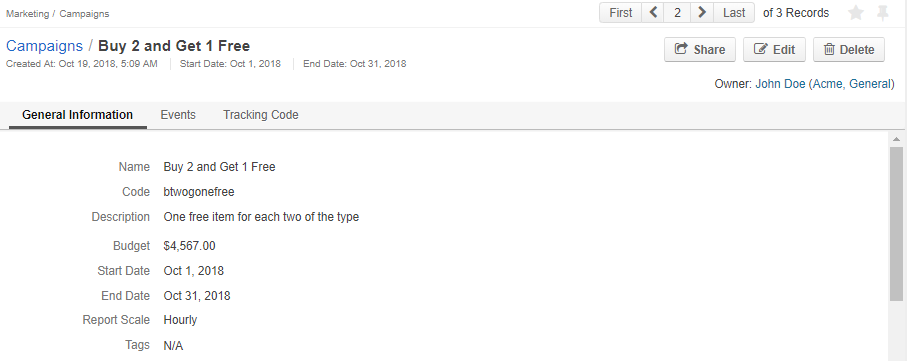 Marketing / Campaigns
First 2 Last of 3 Records
Campaigns / Buy 2 and Get 1 Free
Share Edit Delete
Created At: Oct 19, 2018, 5:09 AM Start Date: Oct 1, 2018 End Date: Oct 31, 2018
Owner: John Doe (Acme, General)
General Information Events Tracking Code
Name Buy 2 and Get 1 Free
Code btwogonefree
Description One free item for each two of the type
Budget $4,567.00
Start Date Oct 1, 2018
End Date Oct 31, 2018
Report Scale Hourly
Tags N/A